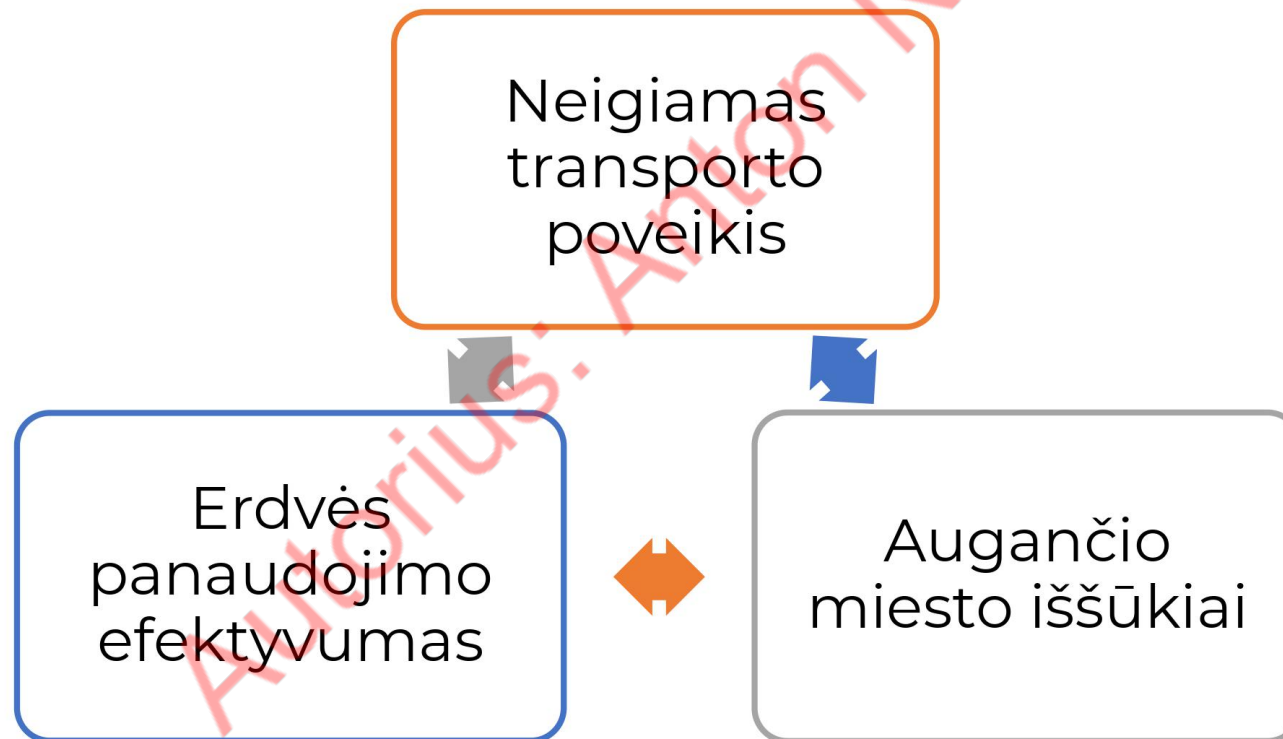 Neigiamas
transporto
poveikis
Erdvės
panaudojimo
efektyvumas
Augančio
miesto iššūkiai
Autorius: Anton